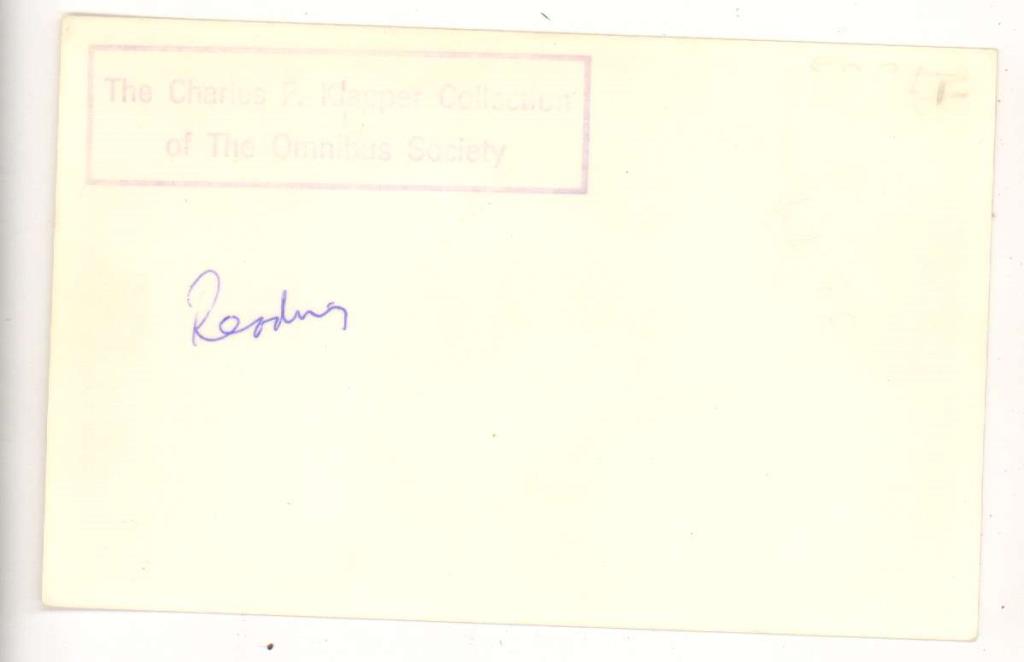 The Charles F. Klapper Collection
of The Omnibus Society
Reading